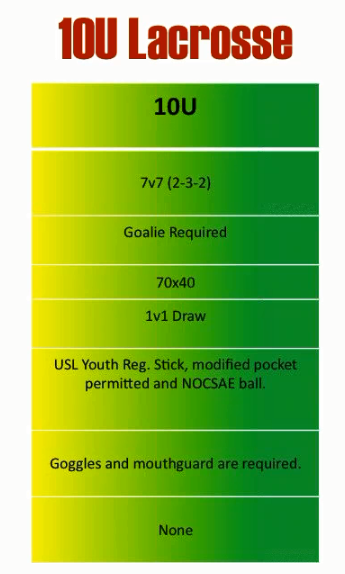 10U Lacrosse
10U
7v7 (2-3-2)
Goalie Required
70x40
1v1 Draw
USL Youth Reg. Stick, modified pocket
permitted and NOCSAE ball.
Goggles and mouthguard are required.
None